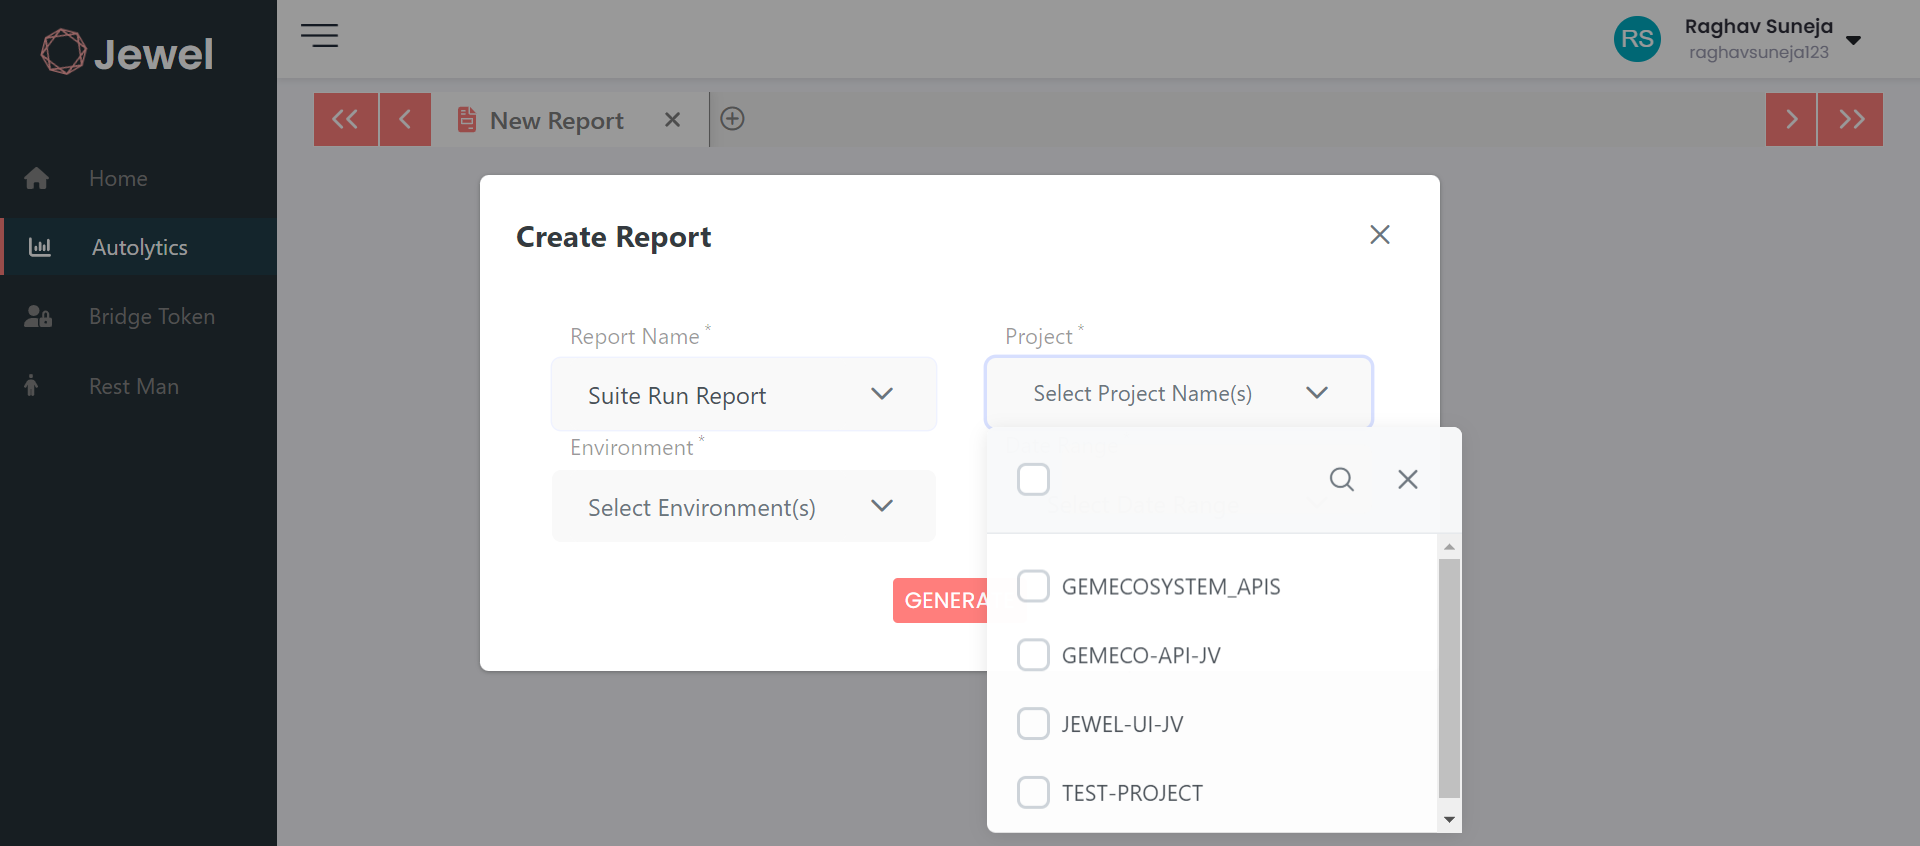 Jewel
Raghav Suneja
RS
raghavsuneja123
New Report
Home
Autolytics
Bridge Token
Rest Man
Create Report
Report Name *
Project *
Suite Run Report
Select Project Name(s)
Environment *
Select Environment(s)
GENERA
GEMECOSYSTEM_APIS
GEMECO-API-JV
JEWEL-UI-JV
TEST-PROJECT